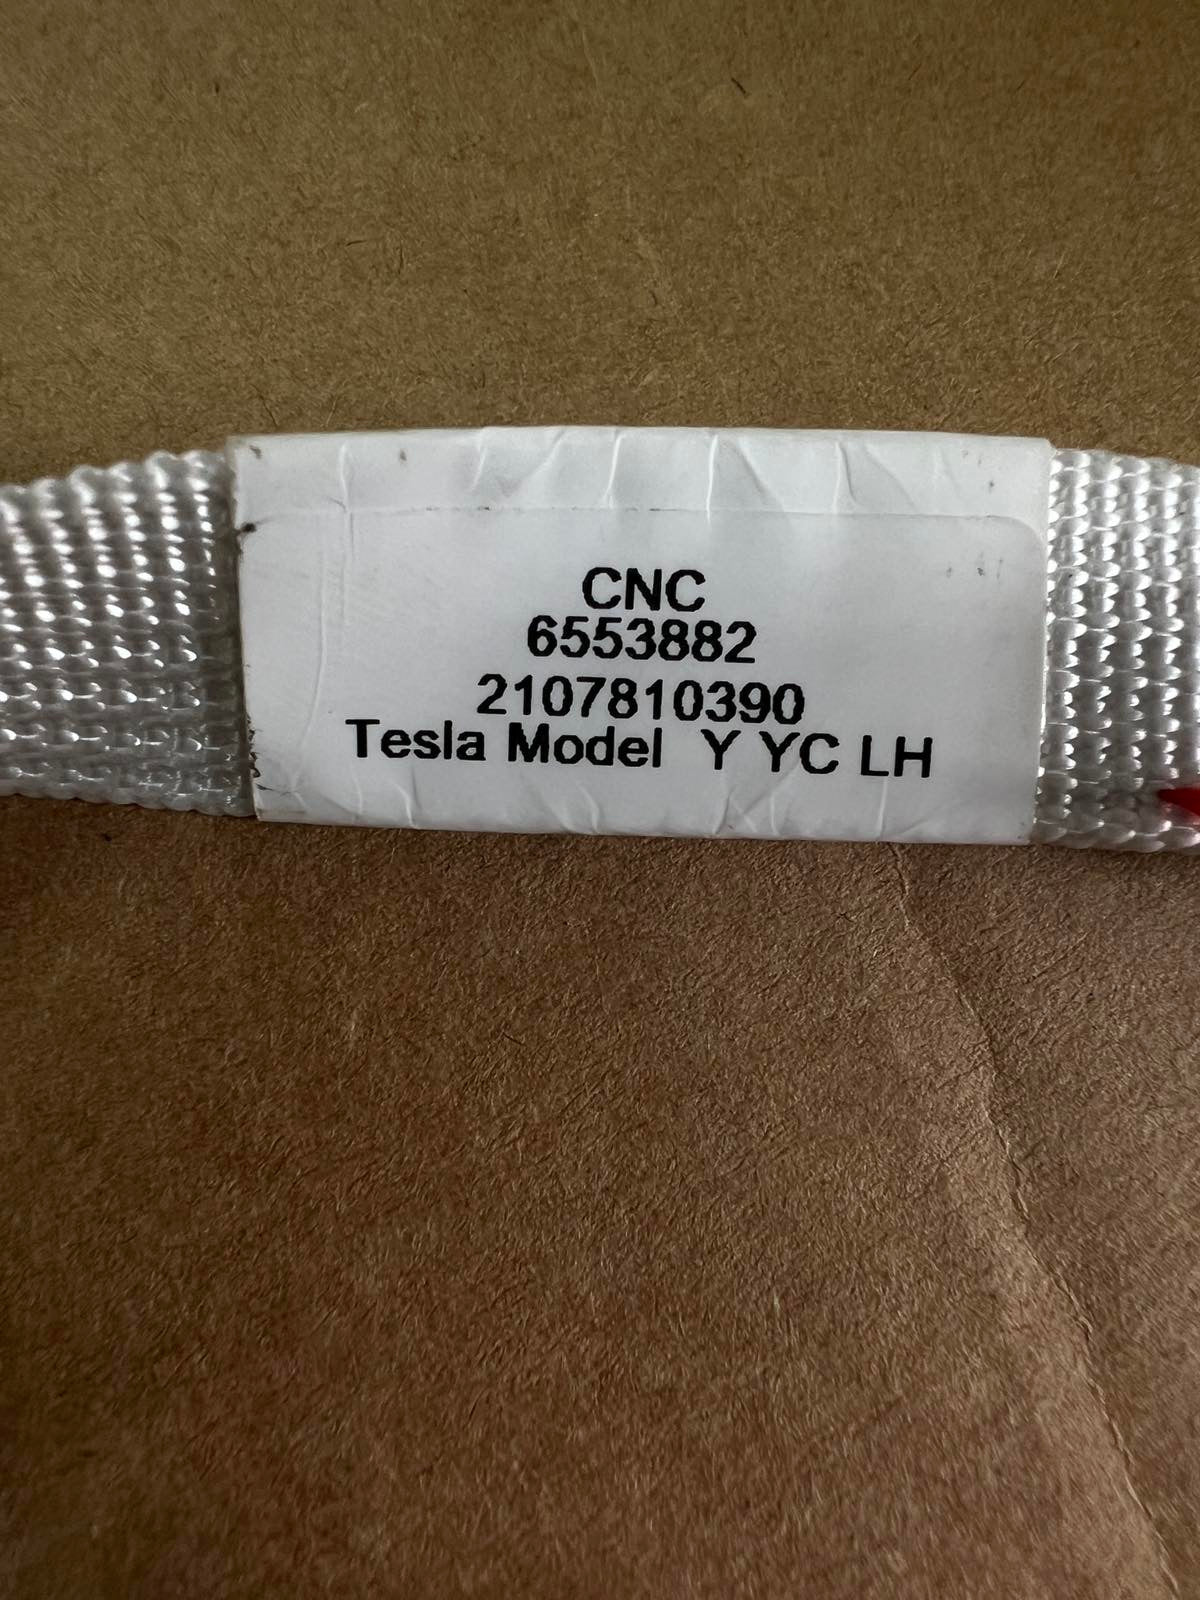 CNC
6553882
2107810390
Tesla Model Y YC LH